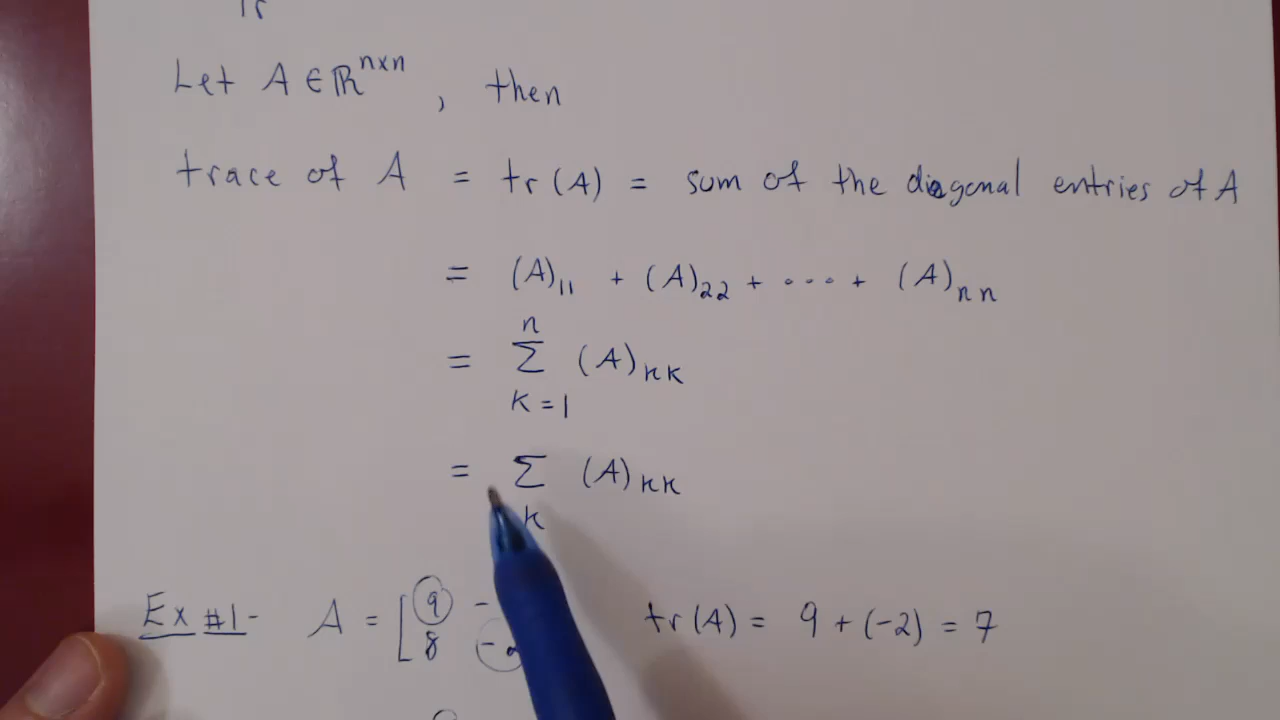 Let A ∈ ℝ^{n×n}, then
trace of A = tr(A) = sum of the diagonal entries of A
= (A)₁₁ + (A)₂₂ + ··· + (A)ₙₙ
n
= Σ (A)ₖₖ
k=1
= Σ (A)ₖₖ
k
Ex #1- A = [ 9 - tr(A) = 9 + (-2) = 7
8 -2